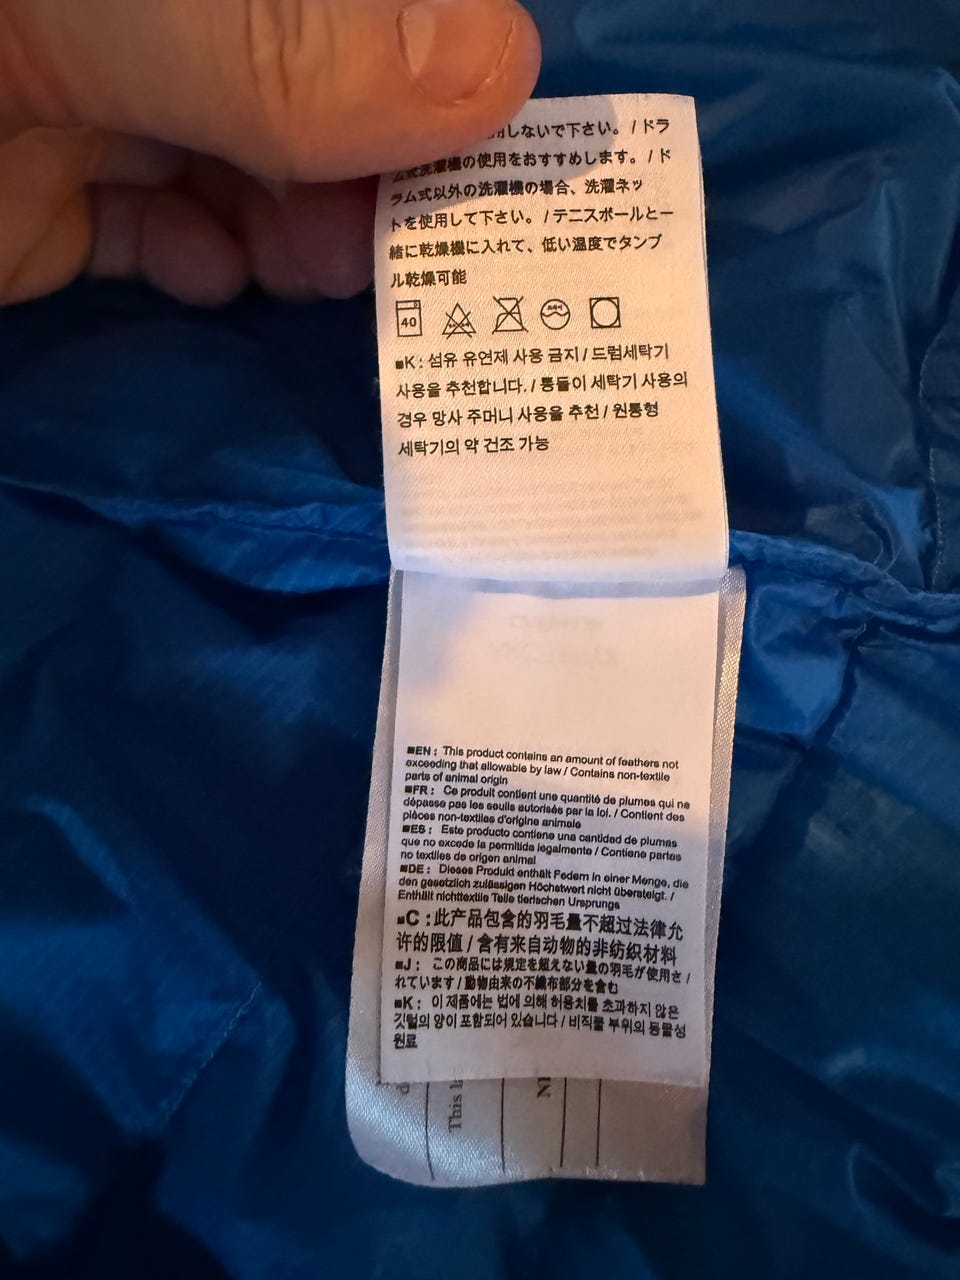 しないで下さい。/ ドラ
ム式洗濯機の使用をおすすめします。/ ド
ラム式以外の洗濯機の場合、洗濯ネッ
トを使用して下さい。/ テニスボールと一
緒に乾燥機に入れて、低い温度でタンブ
ル乾燥可能
40
■K : 섬유 유연제 사용 금지 / 드럼세탁기
사용을 추천합니다. / 통돌이 세탁기 사용의
경우 망사 주머니 사용을 추천 / 원통형
세탁기의 약 건조 가능
■EN : This product contains an amount of feathers not
exceeding that allowable by law / Contains non-textile
parts of animal origin
■FR : Ce produit contient une quantité de plumes qui ne
dépasse pas les seuils autorisés par la loi. / Contient des
pièces non-textiles d'origine animale
■ES : Este producto contiene una cantidad de plumas
que no excede la permitida legalmente / Contiene partes
no textiles de origen animal
■DE : Dieses Produkt enthält Federn in einer Menge, die
den gesetzlich zulässigen Höchstwert nicht übersteigt. /
Enthält nichttextile Teile tierischen Ursprungs
■C : 此产品包含的羽毛量不超过法律允
许的限值 / 含有来自动物的非纺织材料
■J : この商品には規定を超えない量の羽毛が使用さ
れています / 動物由来の不織布部分を含む
■K : 이 제품에는 법에 의해 허용치를 초과하지 않은
깃털의 양이 포함되어 있습니다 / 비직물 부위의 동물성
원료
This